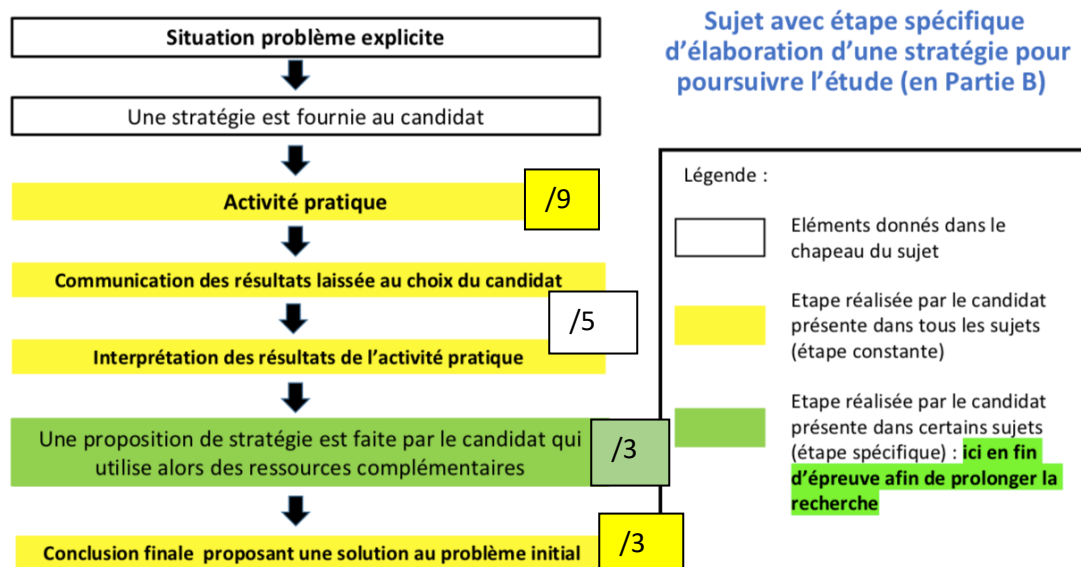 Situation problème explicite
Une stratégie est fournie au candidat
Activité pratique
/9
Communication des résultats laissée au choix du candidat
/5
Interprétation des résultats de l'activité pratique
Une proposition de stratégie est faite par le candidat qui
utilise alors des ressources complémentaires
/3
Conclusion finale proposant une solution au problème initial
/3
Sujet avec étape spécifique
d'élaboration d'une stratégie pour
poursuivre l'étude (en Partie B)
Légende :
Eléments donnés dans le
chapeau du sujet
Etape réalisée par le candidat
présente dans tous les sujets
(étape constante)
Etape réalisée par le candidat
présente dans certains sujets
(étape spécifique) : ici en fin
d'épreuve afin de prolonger la
recherche